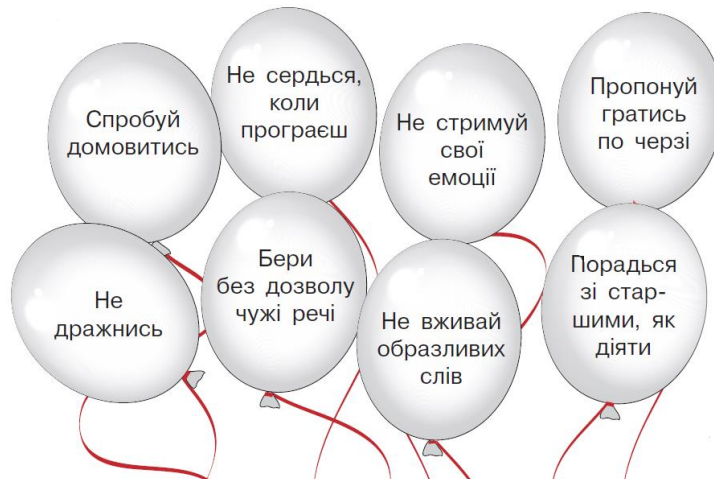 Спробуй
домовитись
Не сердься,
коли
програєш
Не стримуй
свої
емоції
Пропонуй
гратись
по черзі
Не
дражнись
Бери
без дозволу
чужі речі
Не вживай
образливих
слів
Порадься
зі стар-
шими, як
діяти